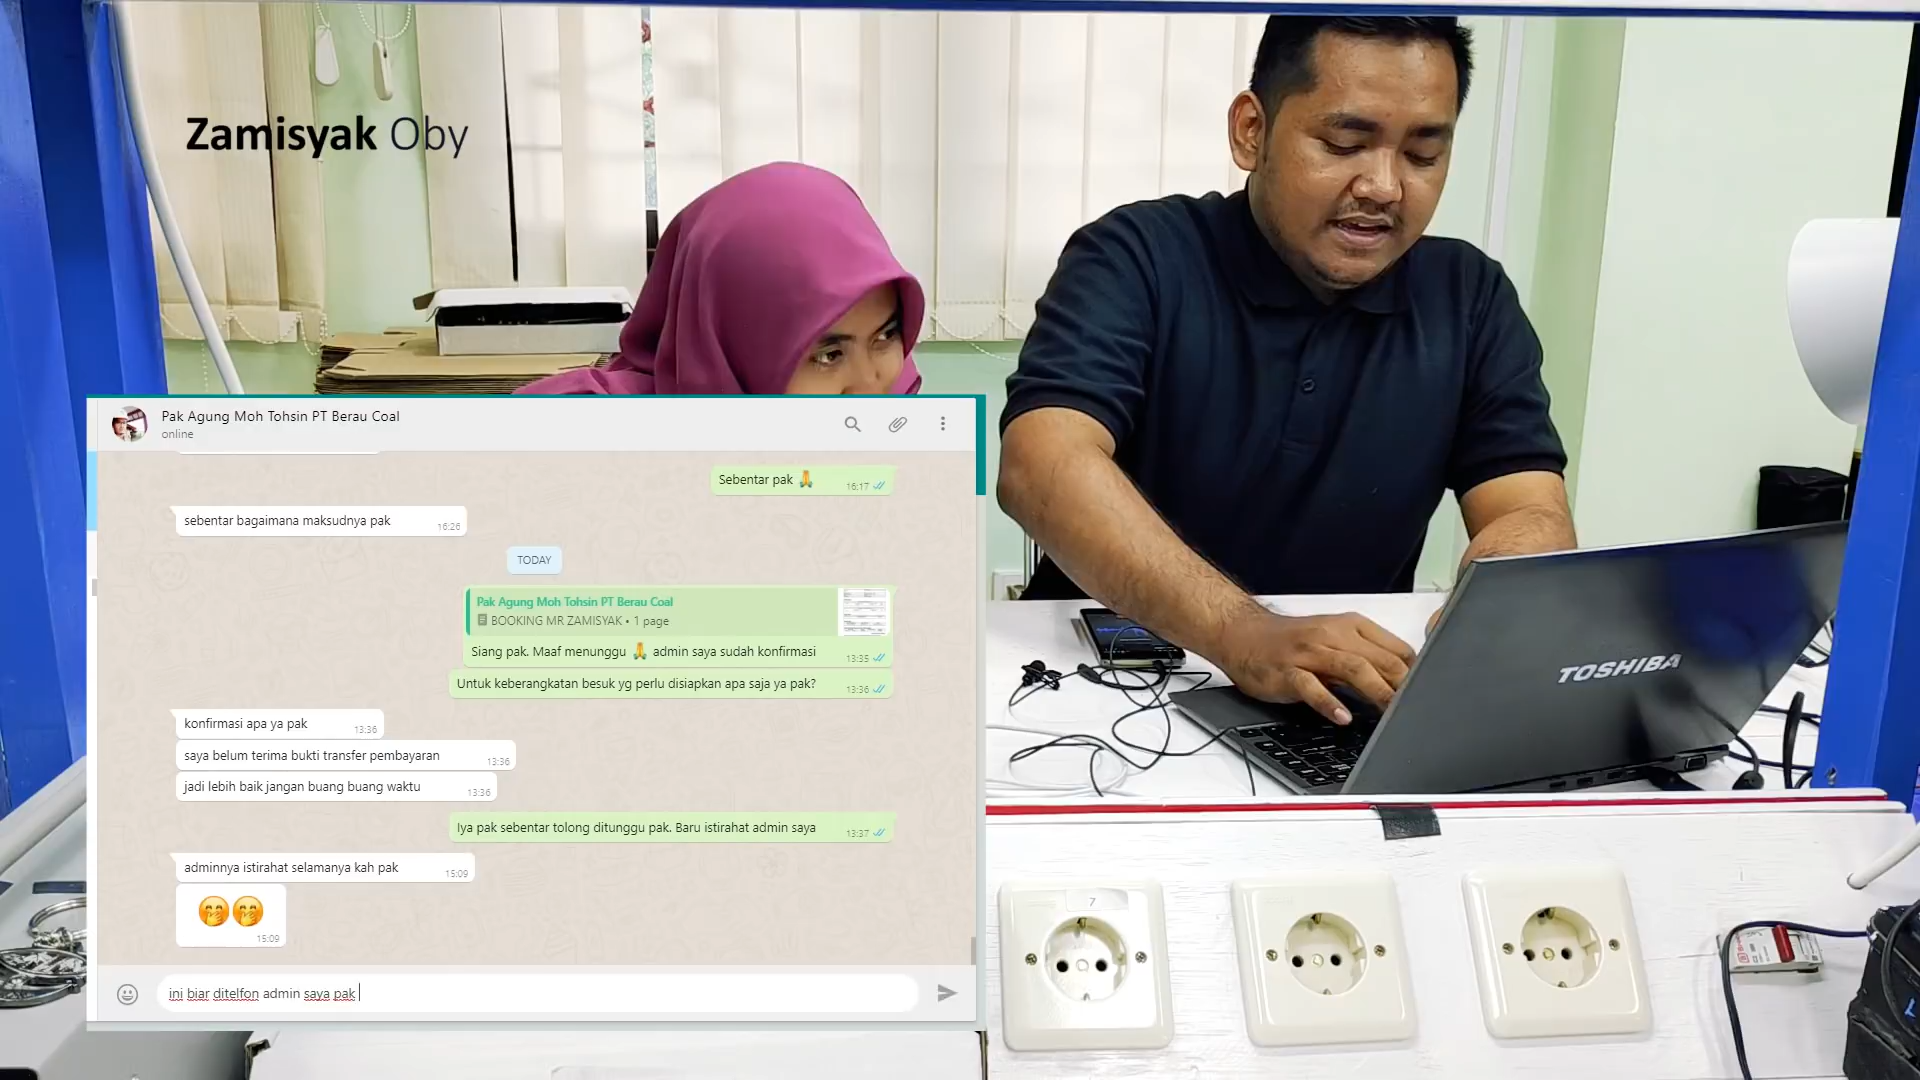 Zamisyak Oby
Pak Agung Moh Tohsin PT Berau Coal
online
Sebentar pak 🙏 16:17
sebentar bagaimana maksudnya pak 16:26
TODAY
Pak Agung Moh Tohsin PT Berau Coal
BOOKING MR ZAMISYAK • 1 page
Siang pak. Maaf menunggu 🙏 admin saya sudah konfirmasi 13:35
Untuk keberangkatan besuk yg perlu disiapkan apa saja ya pak? 13:36
konfirmasi apa ya pak 13:36
saya belum terima bukti transfer pembayaran 13:36
jadi lebih baik jangan buang buang waktu 13:36
Iya pak sebentar tolong ditunggu pak. Baru istirahat admin saya 13:37
adminnya istirahat selamanya kah pak 15:09
🤭🤭 15:09
ini biar ditelfon admin saya pak
TOSHIBA
7